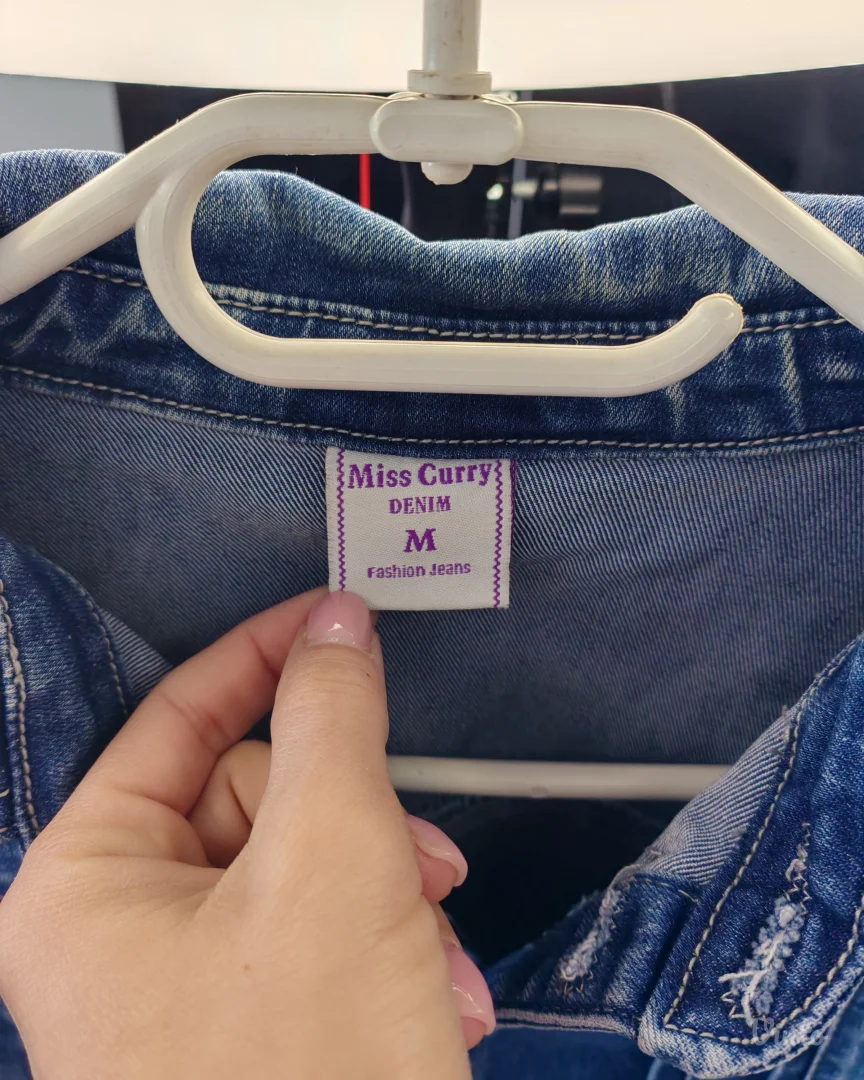 Miss Curry
DENIM
M
Fashion Jeans